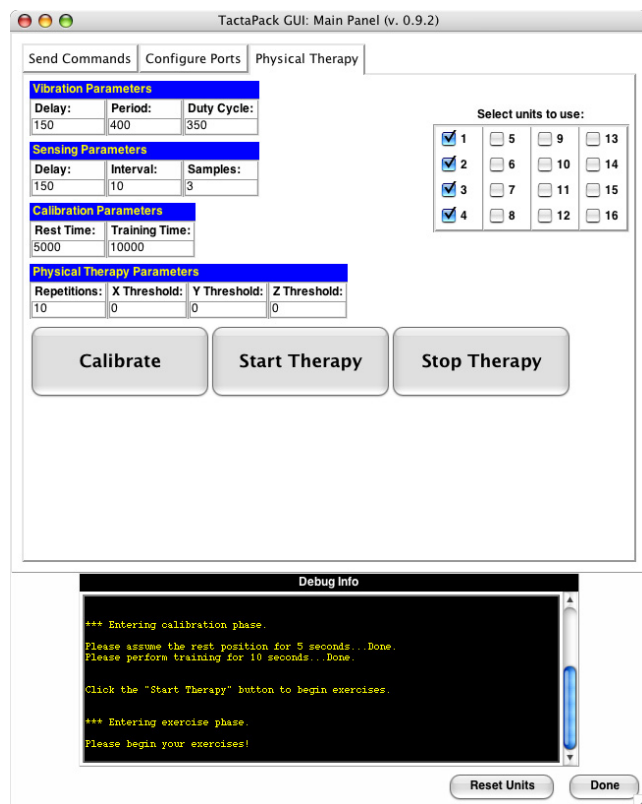 TactaPack GUI: Main Panel (v. 0.9.2)
Send Commands Configure Ports Physical Therapy
Vibration Parameters
Delay: Period: Duty Cycle:
150 400 350
Sensing Parameters
Delay: Interval: Samples:
150 10 3
Calibration Parameters
Rest Time: Training Time:
5000 10000
Physical Therapy Parameters
Repetitions: X Threshold: Y Threshold: Z Threshold:
10 0 0 0
Select units to use:
1 5 9 13
2 6 10 14
3 7 11 15
4 8 12 16
Calibrate Start Therapy Stop Therapy
Debug Info
*** Entering calibration phase.
Please assume the rest position for 5 seconds...Done.
Please perform training for 10 seconds...Done.
Click the "Start Therapy" button to begin exercises.
*** Entering exercise phase.
Please begin your exercises!
Reset Units Done